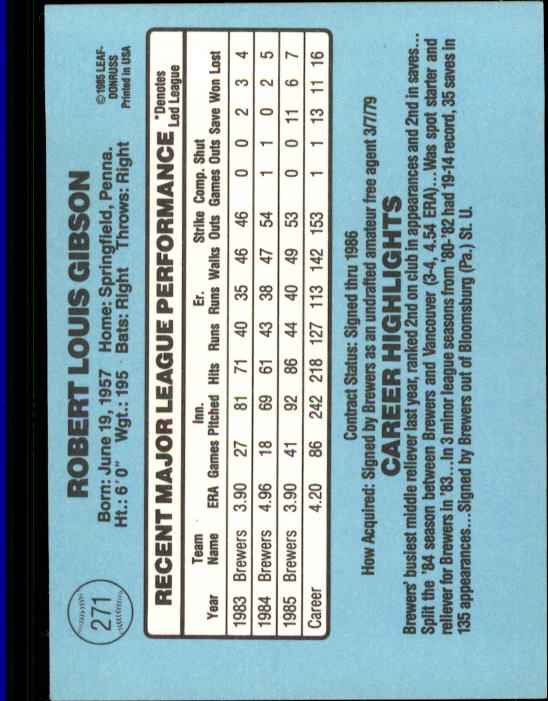 271
© 1985 LEAF-
DONRUSS
Printed in USA
ROBERT LOUIS GIBSON
Born: June 19, 1957 Home: Springfield, Penna.
Ht.: 6'0" Wgt.: 195 Bats: Right Throws: Right
RECENT MAJOR LEAGUE PERFORMANCE *Denotes Led League
Year Team Name ERA Games Inn. Pitched Hits Runs Er. Runs Walks Strike Outs Comp. Games Shut Outs Save Won Lost
1983 Brewers 3.90 27 81 71 40 35 46 46 0 0 2 3 4
1984 Brewers 4.96 18 69 61 43 38 47 54 1 1 0 2 5
1985 Brewers 3.90 41 92 86 44 40 49 53 0 0 11 6 7
Career 4.20 86 242 218 127 113 142 153 1 1 13 11 16
Contract Status: Signed thru 1986
How Acquired: Signed by Brewers as an undrafted amateur free agent 3/7/79
CAREER HIGHLIGHTS
Brewers' busiest middle reliever last year, ranked 2nd on club in appearances and 2nd in saves...
Split the '84 season between Brewers and Vancouver (3-4, 4.54 ERA)... Was spot starter and
reliever for Brewers in '83...In 3 minor league seasons from '80-'82 had 19-14 record, 35 saves in
135 appearances...Signed by Brewers out of Bloomsburg (Pa.) St. U.